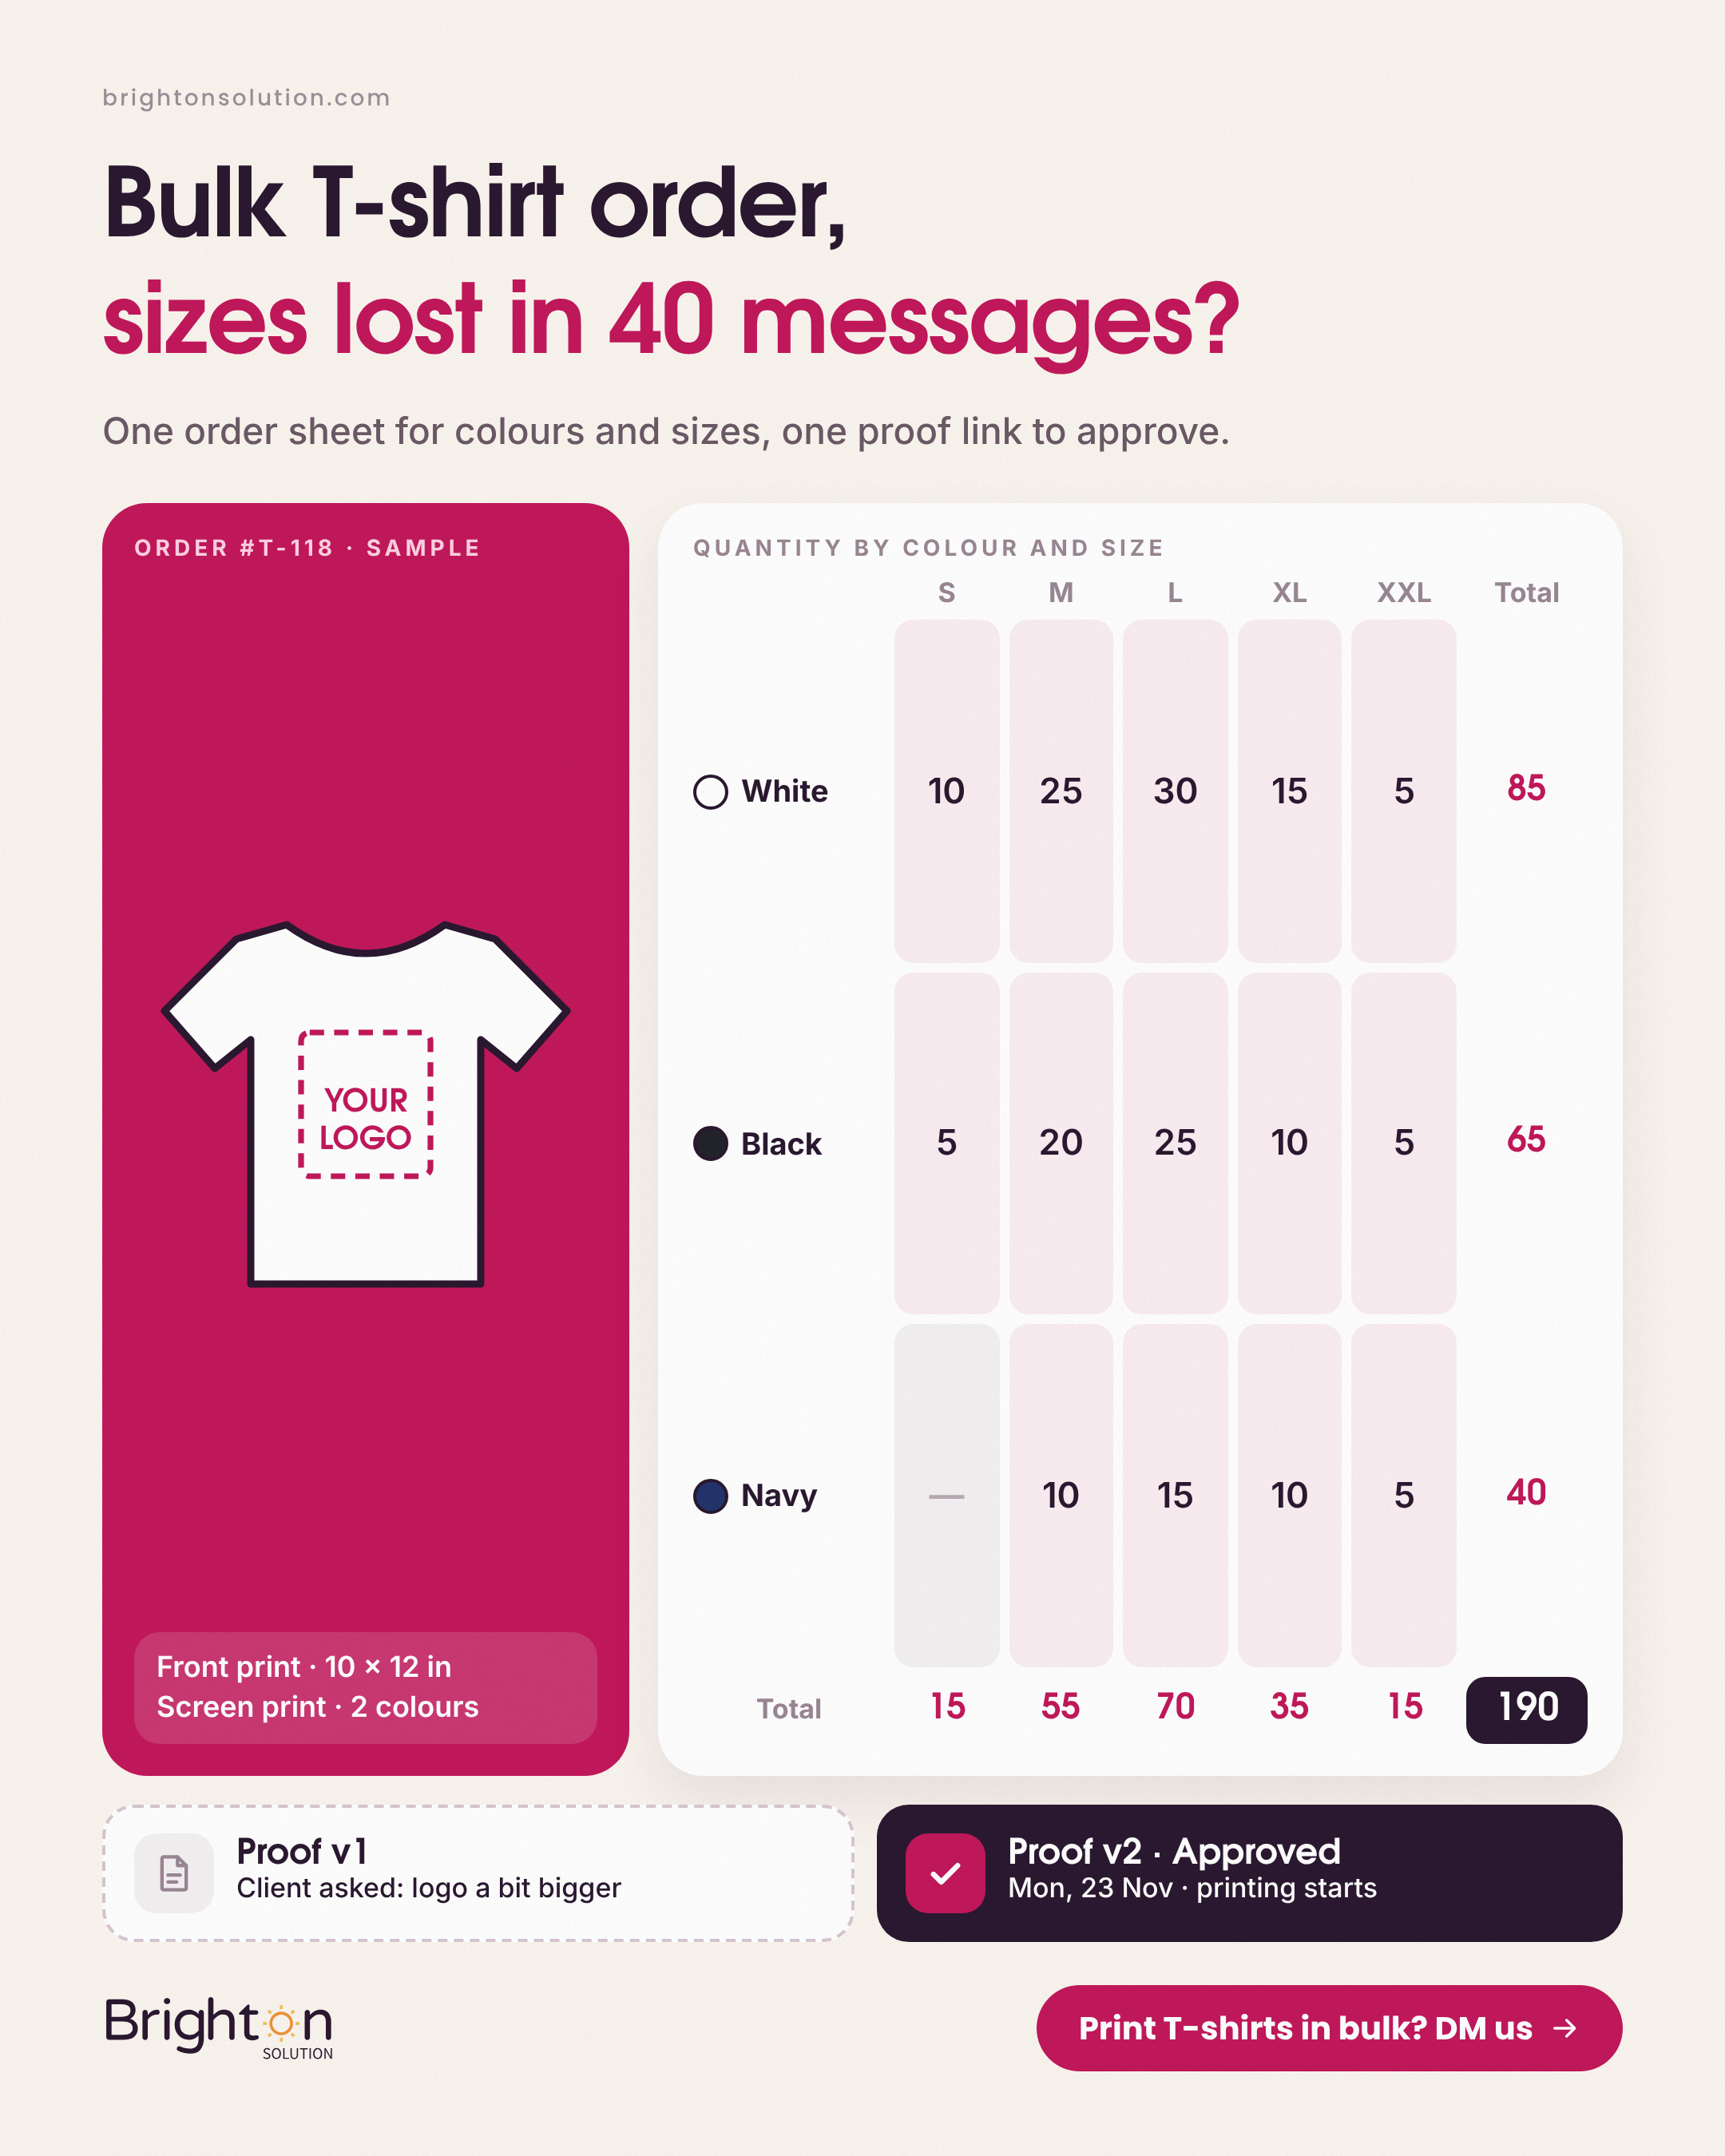 brightonsolution.com
Bulk T-shirt order,
sizes lost in 40 messages?
One order sheet for colours and sizes, one proof link to approve.
ORDER #T-118 · SAMPLE
YOUR
LOGO
Front print · 10 × 12 in
Screen print · 2 colours
QUANTITY BY COLOUR AND SIZE
S M L XL XXL Total
White 10 25 30 15 5 85
Black 5 20 25 10 5 65
Navy — 10 15 10 5 40
Total 15 55 70 35 15 190
Proof v1
Client asked: logo a bit bigger
Proof v2 · Approved
Mon, 23 Nov · printing starts
Brighton
SOLUTION
Print T-shirts in bulk? DM us →